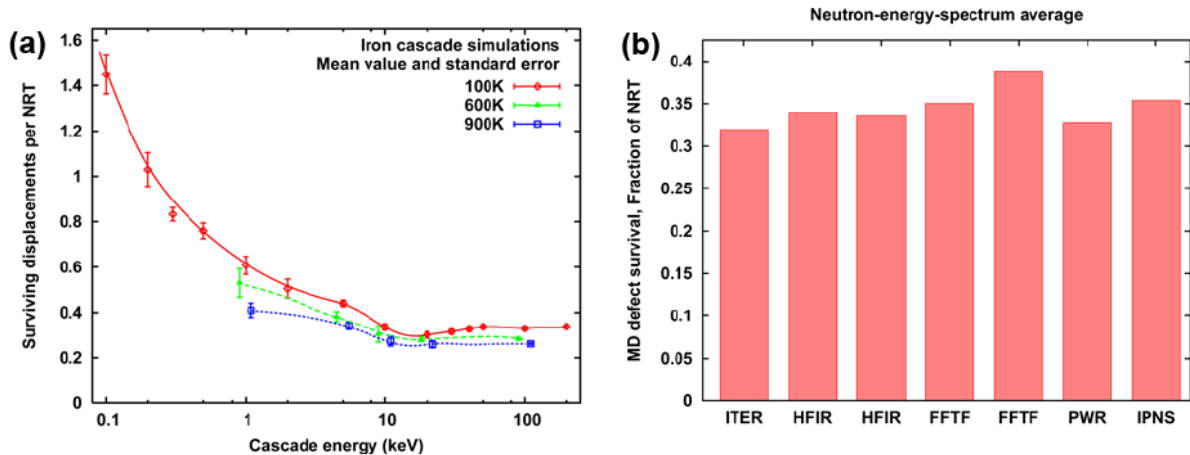 (a)
Surviving displacements per NRT
1.6
1.4
1.2
1
0.8
0.6
0.4
0.2
0
Iron cascade simulations
Mean value and standard error
100K
600K
900K
0.1
1
10
100
Cascade energy (keV)
Neutron-energy-spectrum average
(b)
MD defect survival, Fraction of NRT
0.4
0.35
0.3
0.25
0.2
0.15
0.1
0.05
0
ITER HFIR HFIR FFTF FFTF PWR IPNS